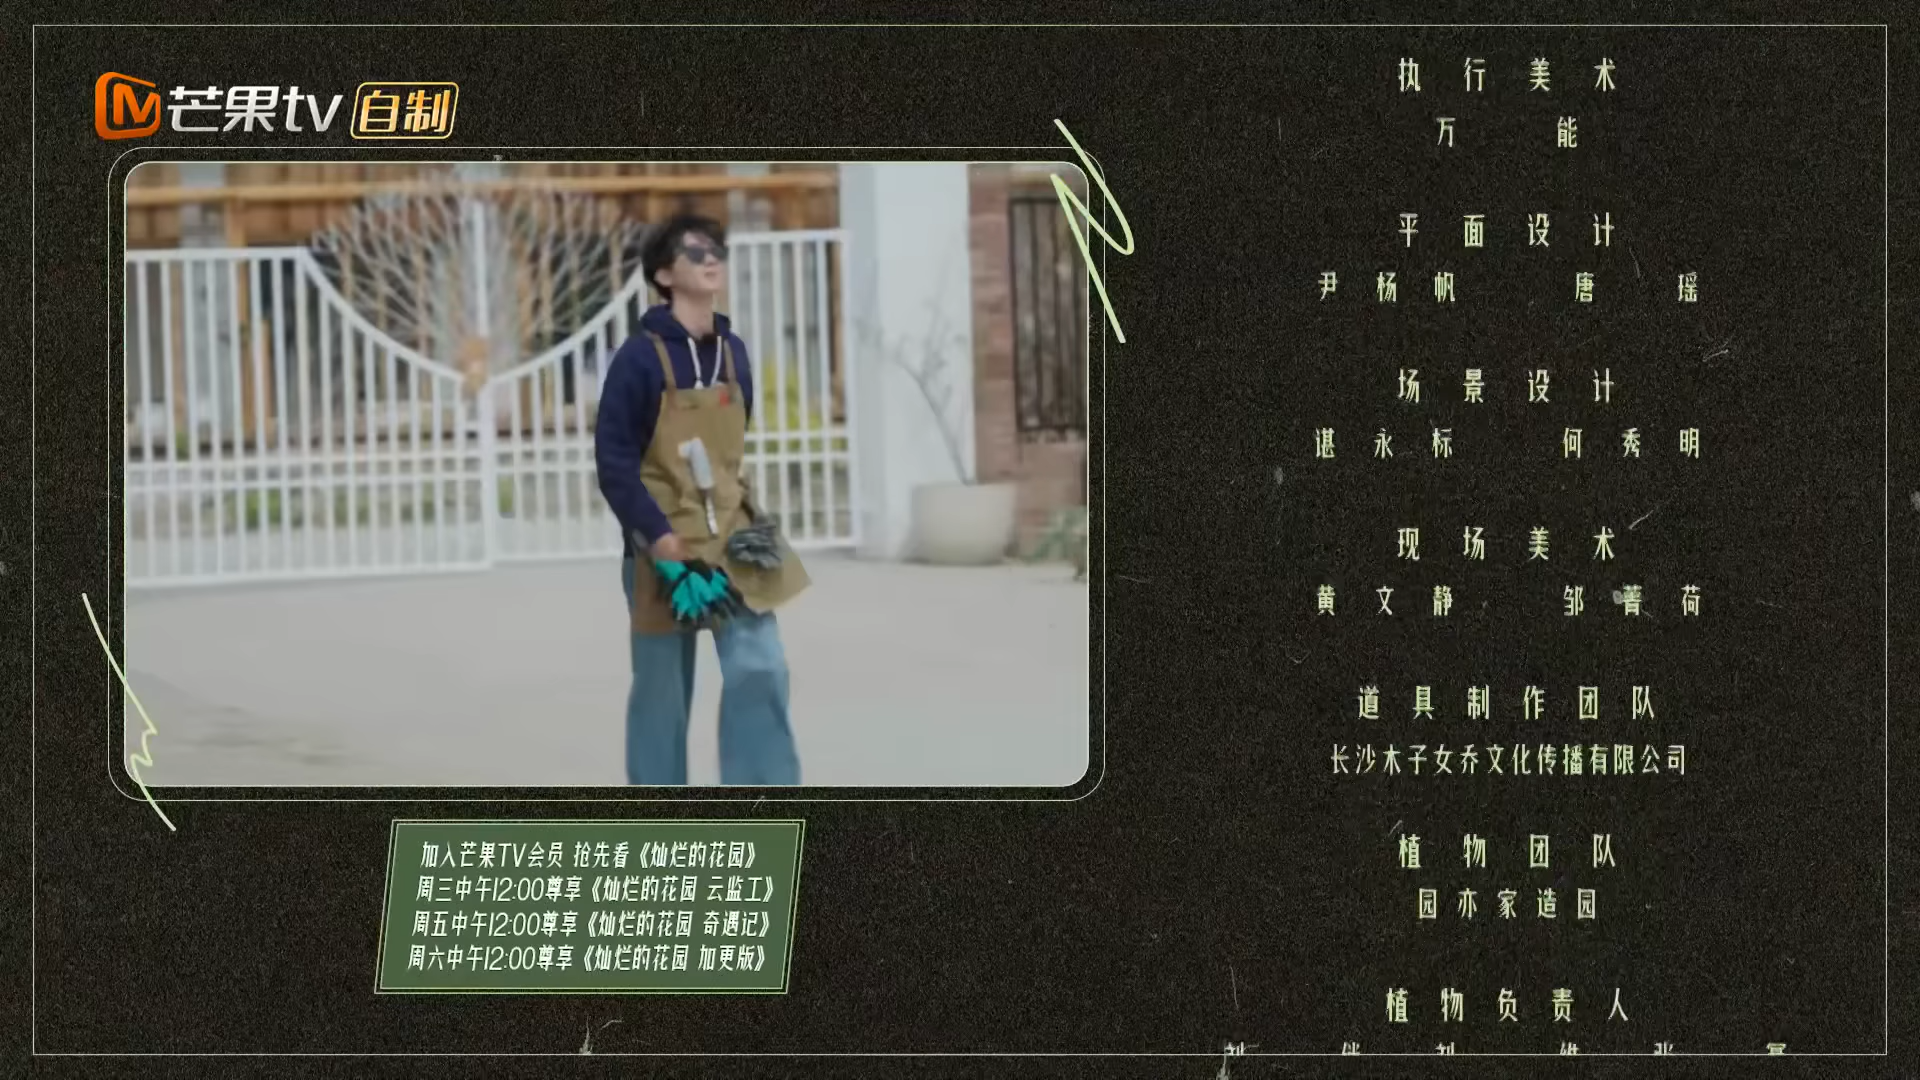 芒果tv 自制
加入芒果TV会员 抢先看《灿烂的花园》
周三中午12:00尊享《灿烂的花园 云监工》
周五中午12:00尊享《灿烂的花园 奇遇记》
周六中午12:00尊享《灿烂的花园 加更版》
执行美术
万能
平面设计
尹杨帆 唐瑶
场景设计
谌永标 何秀明
现场美术
黄文静 邹菁荷
道具制作团队
长沙木子女乔文化传播有限公司
植物团队
园亦家造园
植物负责人